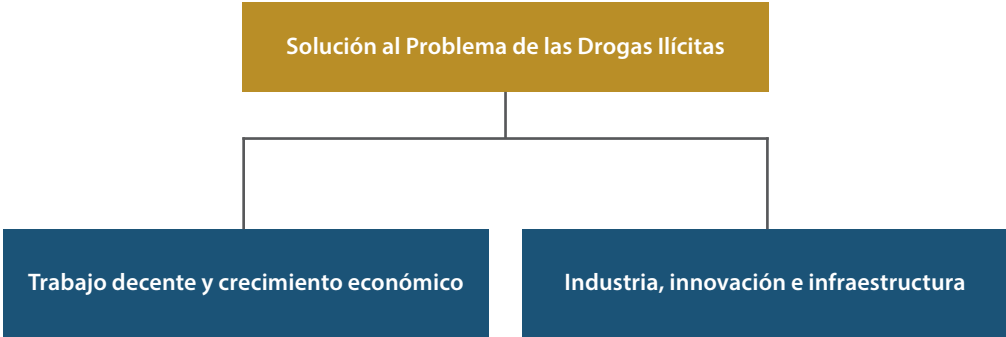 Solución al Problema de las Drogas Ilícitas
Trabajo decente y crecimiento económico
Industria, innovación e infraestructura